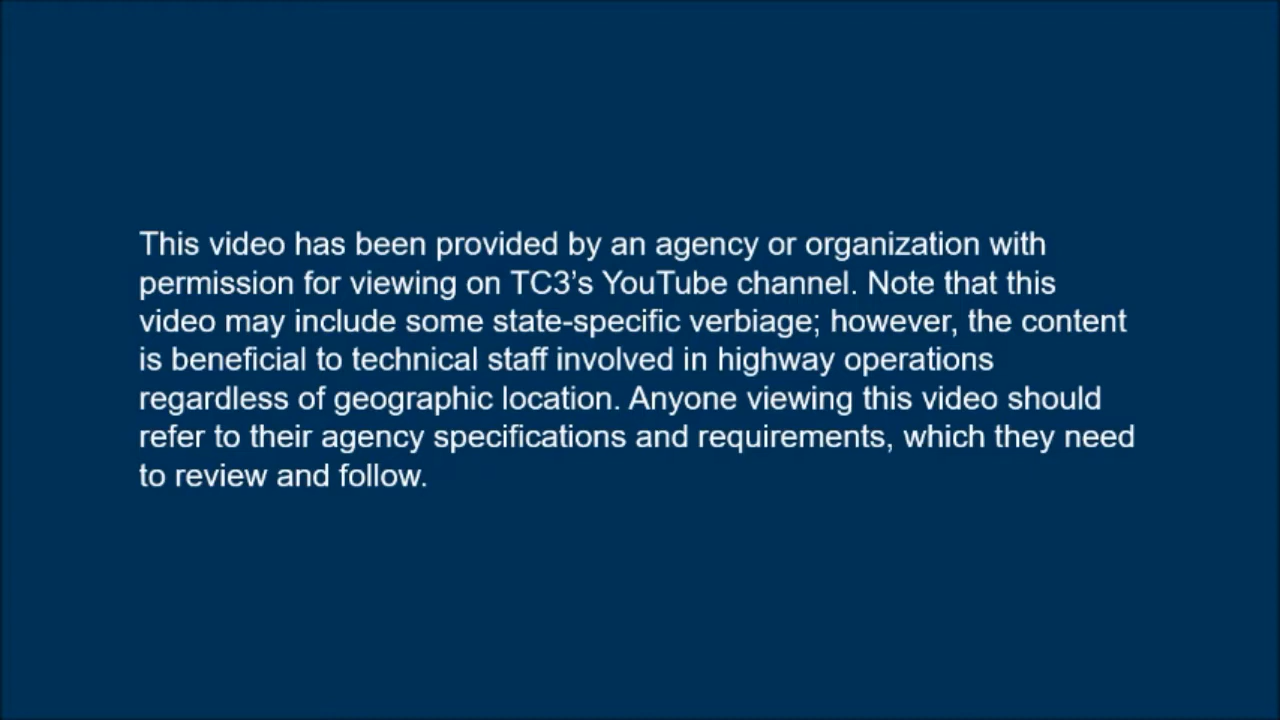 This video has been provided by an agency or organization with
permission for viewing on TC3’s YouTube channel. Note that this
video may include some state-specific verbiage; however, the content
is beneficial to technical staff involved in highway operations
regardless of geographic location. Anyone viewing this video should
refer to their agency specifications and requirements, which they need
to review and follow.